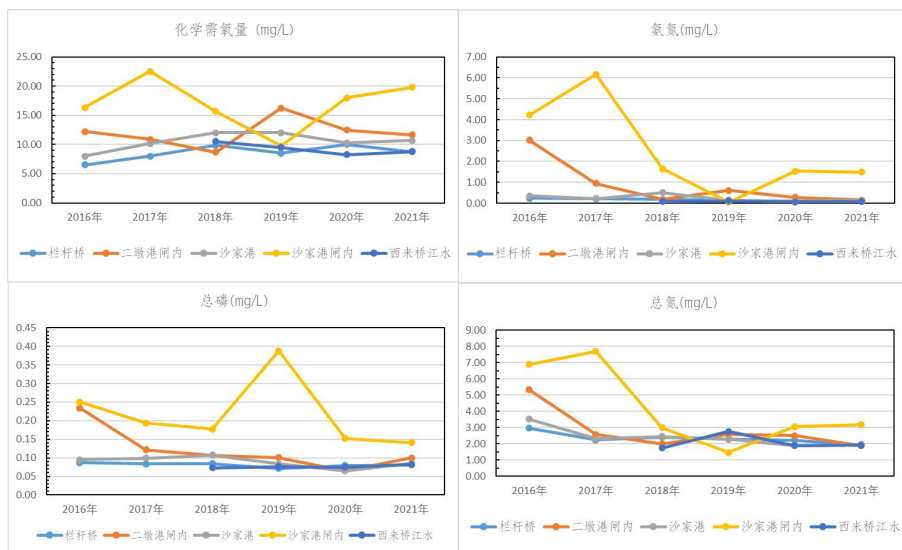 化学需氧量 (mg/L)
25.00
20.00
15.00
10.00
5.00
0.00
2016年 2017年 2018年 2019年 2020年 2021年
栏杆桥 二墩港闸内 沙家港 沙家港闸内 西来桥江水
氨氮(mg/L)
7.00
6.00
5.00
4.00
3.00
2.00
1.00
0.00
2016年 2017年 2018年 2019年 2020年 2021年
栏杆桥 二墩港闸内 沙家港 沙家港闸内 西来桥江水
总磷(mg/L)
0.45
0.40
0.35
0.30
0.25
0.20
0.15
0.10
0.05
0.00
2016年 2017年 2018年 2019年 2020年 2021年
栏杆桥 二墩港闸内 沙家港 沙家港闸内 西来桥江水
总氮(mg/L)
9.00
8.00
7.00
6.00
5.00
4.00
3.00
2.00
1.00
0.00
2016年 2017年 2018年 2019年 2020年 2021年
栏杆桥 二墩港闸内 沙家港 沙家港闸内 西来桥江水